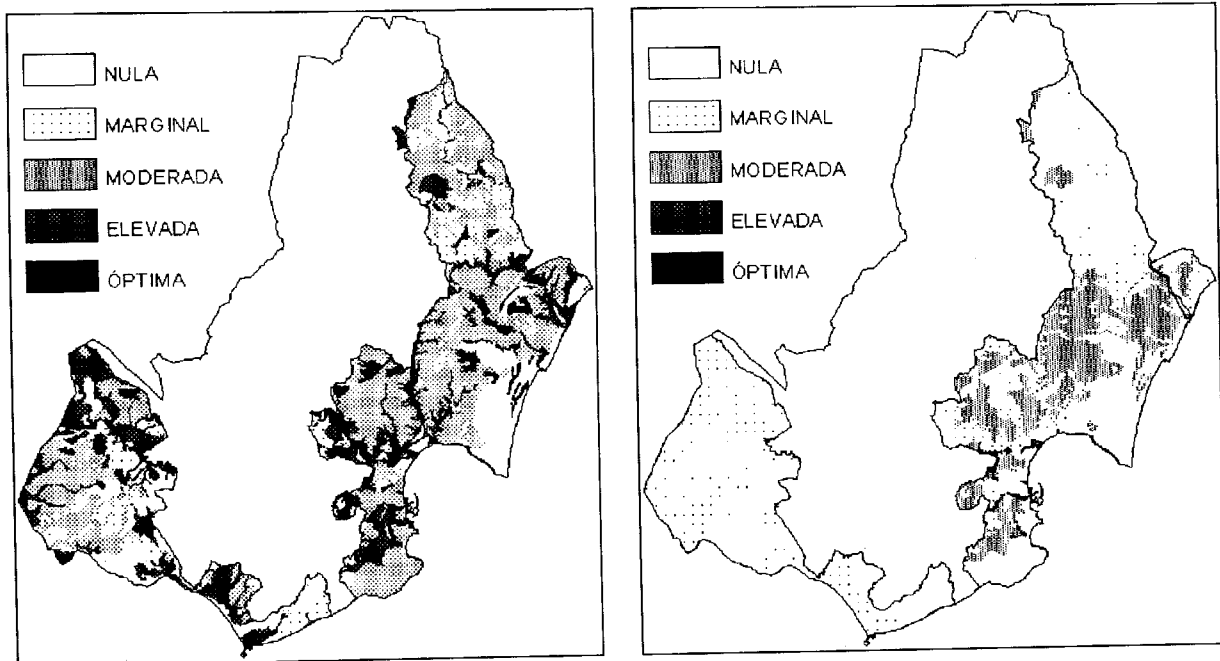 NULA
MARGINAL
MODERADA
ELEVADA
ÓPTIMA
NULA
MARGINAL
MODERADA
ELEVADA
ÓPTIMA